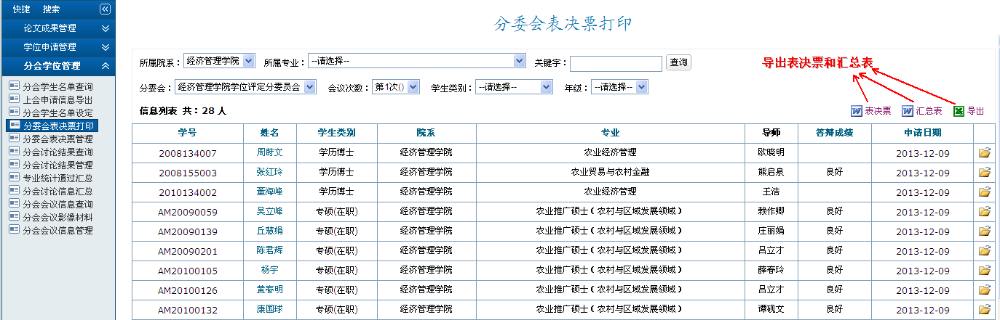 快捷 搜索
论文成果管理
学位申请管理
分会学位管理
分会学生名单查询
上会申请信息导出
分会学生名单设定
分委会表决票打印
分委会表决票管理
分会讨论结果查询
分会讨论结果管理
专业统计通过汇总
分会讨论信息汇总
分会会议信息查询
分会会议影像材料
分会会议信息管理
分委会表决票打印
所属院系： 经济管理学院 所属专业： --请选择-- 关键字： 查询
导出表决票和汇总表
分委会： 经济管理学院学位评定分委员会 会议次数： 第1次() 学生类别： --请选择-- 年级： --请选择--
信息列表 共：28 人 表决票 汇总表 导出
学号 姓名 学生类别 院系 专业 导师 答辩成绩 申请日期
2008134007 周莳文 学历博士 经济管理学院 农业经济管理 欧晓明 2013-12-09
2008155003 张红玲 学历博士 经济管理学院 农业贸易与农村金融 熊启泉 良好 2013-12-09
2010134002 董海峰 学历博士 经济管理学院 农业经济管理 王浩 2013-12-09
AM20090059 吴立峰 专硕(在职) 经济管理学院 农业推广硕士（农村与区域发展领域） 赖作卿 良好 2013-12-09
AM20090139 丘慧娟 专硕(在职) 经济管理学院 农业推广硕士（农村与区域发展领域） 庄丽娟 良好 2013-12-09
AM20090201 陈君辉 专硕(在职) 经济管理学院 农业推广硕士（农村与区域发展领域） 吕立才 良好 2013-12-09
AM20100105 杨宇 专硕(在职) 经济管理学院 农业推广硕士（农村与区域发展领域） 薛春玲 良好 2013-12-09
AM20100126 黄春明 专硕(在职) 经济管理学院 农业推广硕士（农村与区域发展领域） 吕立才 良好 2013-12-09
AM20100132 康国球 专硕(在职) 经济管理学院 农业推广硕士（农村与区域发展领域） 谭砚文 良好 2013-12-09